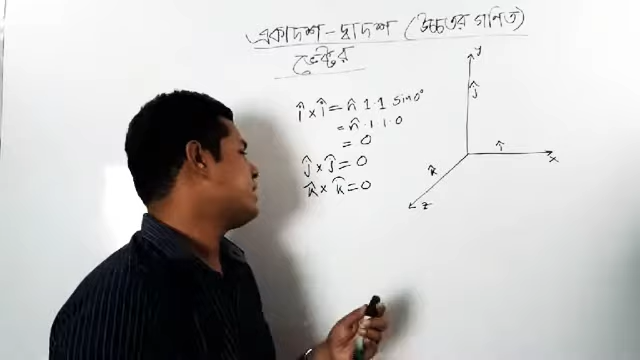 একাদশ-দ্বাদশ (উচ্চতর গণিত)
ভেক্টর
î × î = n̂ 1·1 sin0°
= n̂·1 1·0
= 0
ĵ × ĵ = 0
k̂ × k̂ = 0
y
ĵ
î
x
k̂
z